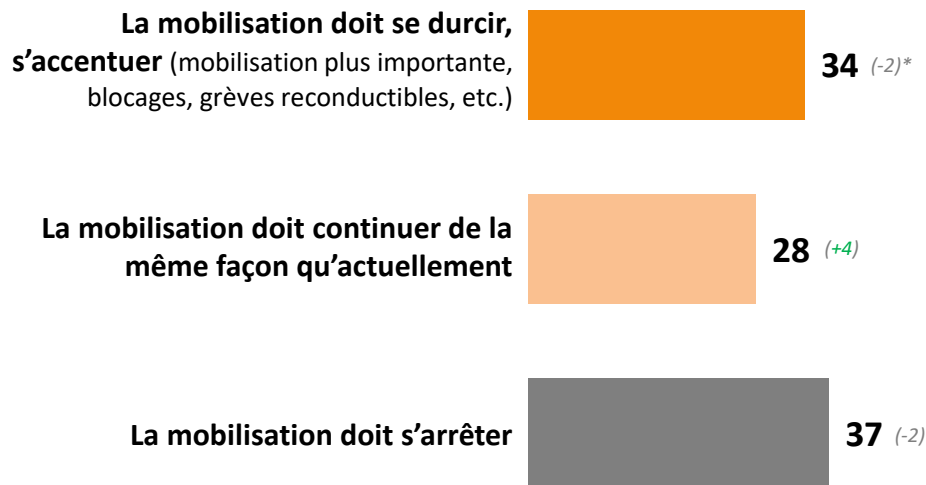 La mobilisation doit se durcir,
s’accentuer (mobilisation plus importante,
blocages, grèves reconductibles, etc.)
34 (-2)*
La mobilisation doit continuer de la
même façon qu’actuellement
28 (+4)
La mobilisation doit s’arrêter
37 (-2)